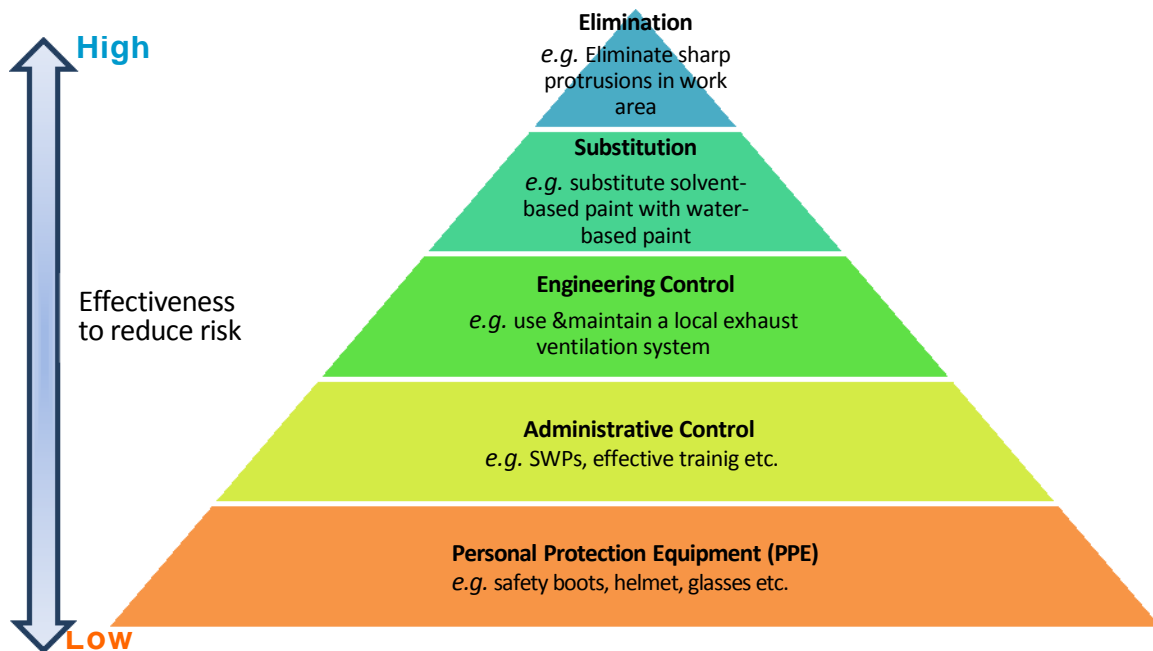 High
Effectiveness
to reduce risk
Low
Elimination
e.g. Eliminate sharp
protrusions in work
area
Substitution
e.g. substitute solvent-
based paint with water-
based paint
Engineering Control
e.g. use &maintain a local exhaust
ventilation system
Administrative Control
e.g. SWPs, effective trainig etc.
Personal Protection Equipment (PPE)
e.g. safety boots, helmet, glasses etc.